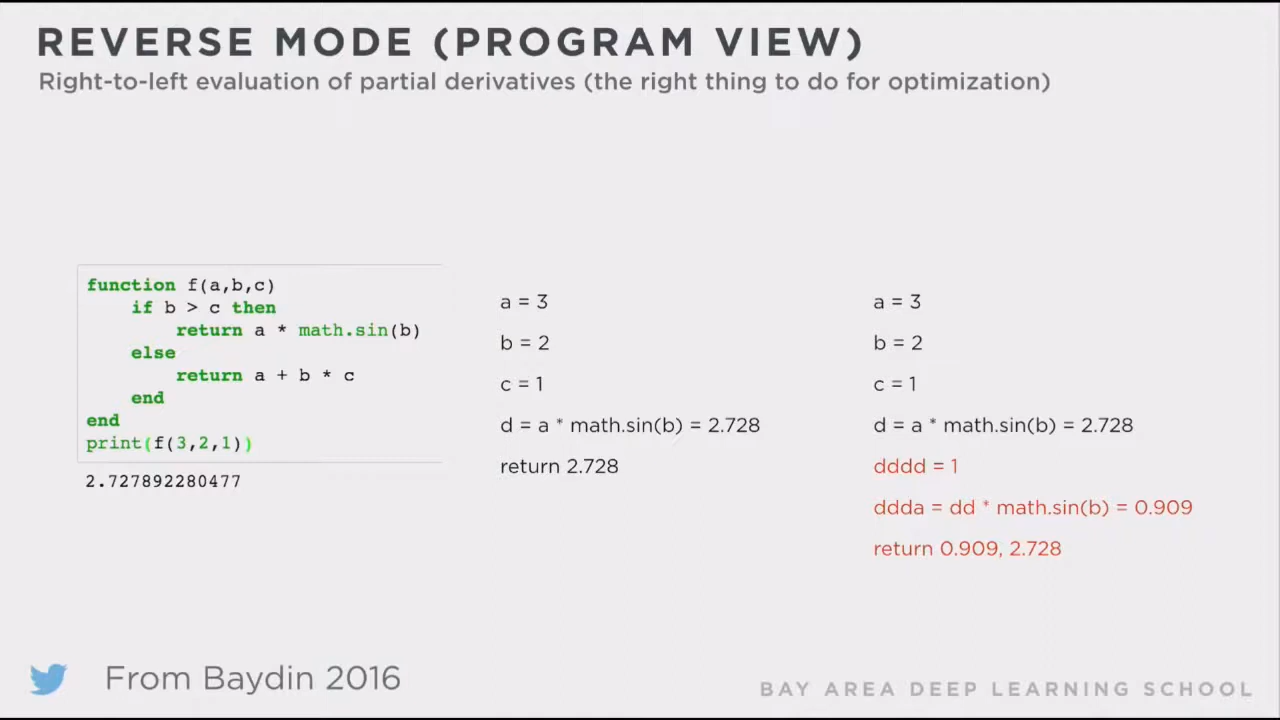 REVERSE MODE (PROGRAM VIEW)
Right-to-left evaluation of partial derivatives (the right thing to do for optimization)
function f(a,b,c)
    if b > c then
        return a * math.sin(b)
    else
        return a + b * c
    end
end
print(f(3,2,1))
2.727892280477
a = 3
b = 2
c = 1
d = a * math.sin(b) = 2.728
return 2.728
a = 3
b = 2
c = 1
d = a * math.sin(b) = 2.728
dddd = 1
ddda = dd * math.sin(b) = 0.909
return 0.909, 2.728
From Baydin 2016
BAY AREA DEEP LEARNING SCHOOL